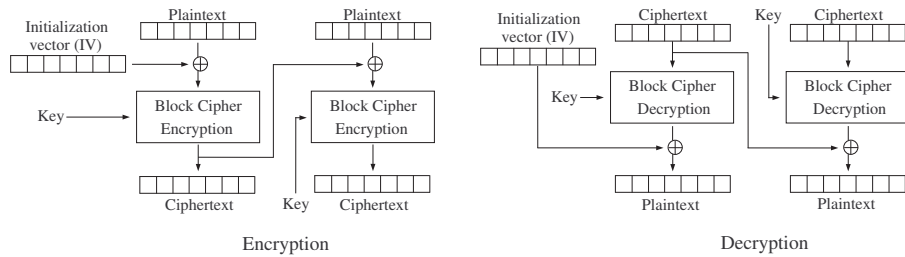 Plaintext
Plaintext
Initialization
vector (IV)
Key
Block Cipher
Encryption
Block Cipher
Encryption
Ciphertext
Key
Ciphertext
Encryption
Initialization
vector (IV)
Ciphertext
Key
Ciphertext
Key
Block Cipher
Decryption
Block Cipher
Decryption
Plaintext
Plaintext
Decryption